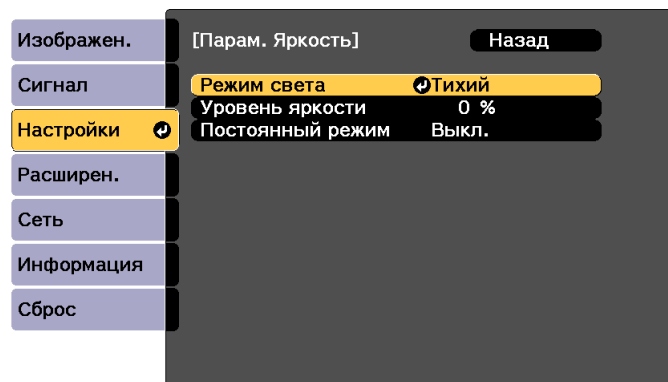 Изображен.
Сигнал
Настройки
Расширен.
Сеть
Информация
Сброс
[Парам. Яркость] Назад
Режим света Тихий
Уровень яркости 0 %
Постоянный режим Выкл.